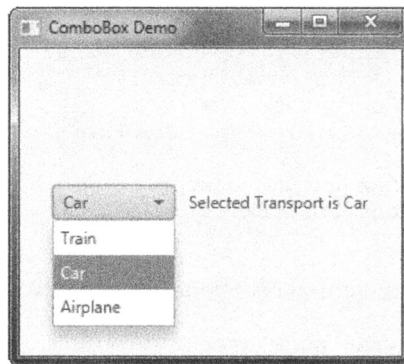 ComboBox Demo
Car Selected Transport is Car
Train
Car
Airplane